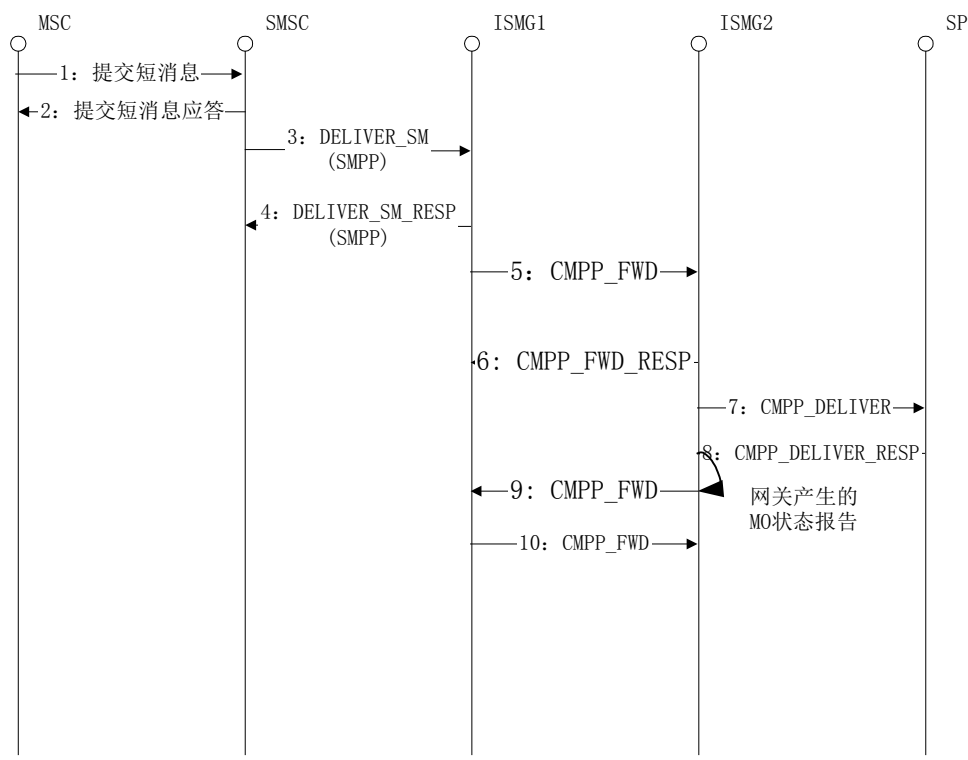 MSC
SMSC
ISMG1
ISMG2
SP
1：提交短消息
2：提交短消息应答
3：DELIVER_SM
(SMPP)
4：DELIVER_SM_RESP
(SMPP)
5：CMPP_FWD
6：CMPP_FWD_RESP
7：CMPP_DELIVER
8：CMPP_DELIVER_RESP
9：CMPP_FWD
网关产生的
MO状态报告
10：CMPP_FWD